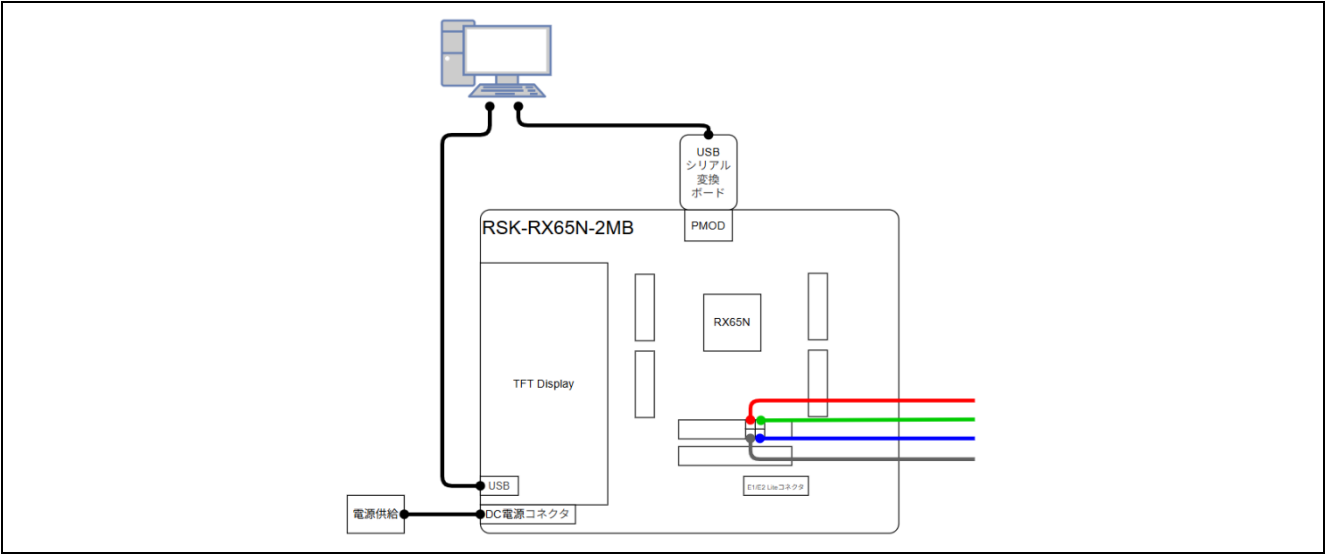 USB
シリアル
変換
ボード
RSK-RX65N-2MB
PMOD
RX65N
TFT Display
USB
E1/E2 Liteコネクタ
電源供給
DC電源コネクタ